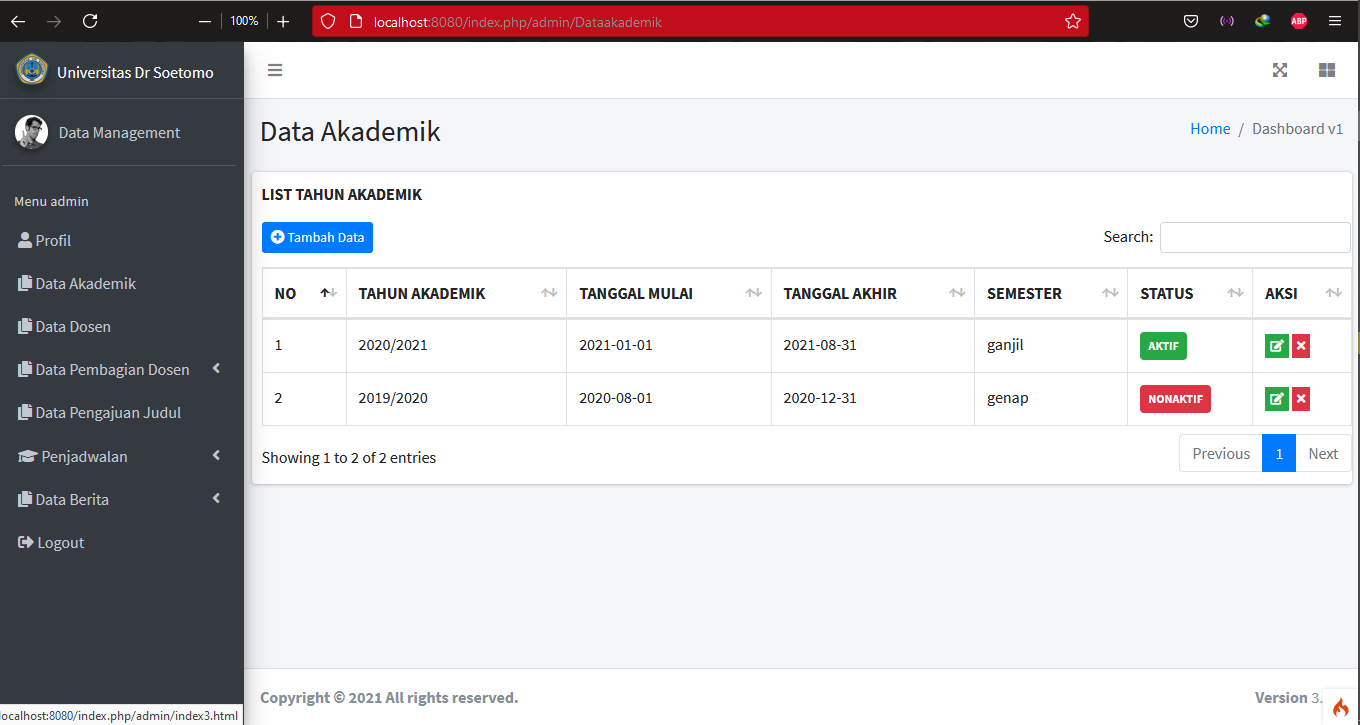 100%
localhost:8080/index.php/admin/Dataakademik
ABP
Universitas Dr Soetomo
Data Management
Menu admin
Profil
Data Akademik
Data Dosen
Data Pembagian Dosen
Data Pengajuan Judul
Penjadwalan
Data Berita
Logout
Data Akademik
Home / Dashboard v1
LIST TAHUN AKADEMIK
Tambah Data
Search:
NO TAHUN AKADEMIK TANGGAL MULAI TANGGAL AKHIR SEMESTER STATUS AKSI
1 2020/2021 2021-01-01 2021-08-31 ganjil AKTIF
2 2019/2020 2020-08-01 2020-12-31 genap NONAKTIF
Showing 1 to 2 of 2 entries
Previous 1 Next
Copyright © 2021 All rights reserved.
Version 3.
localhost:8080/index.php/admin/index3.html